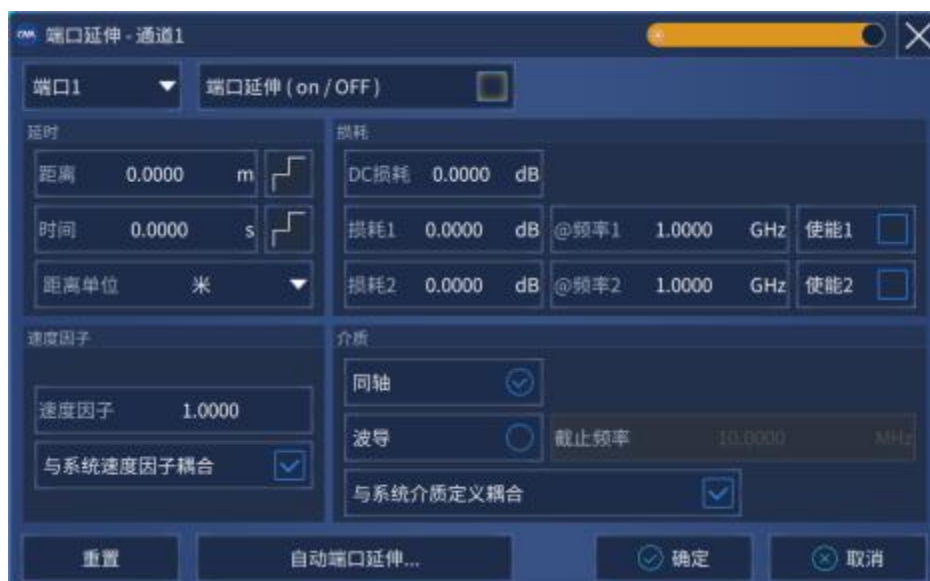 端口延伸 - 通道1
端口1 端口延伸 ( on / OFF )
延时 损耗
距离 0.0000 m DC损耗 0.0000 dB
时间 0.0000 s 损耗1 0.0000 dB @频率1 1.0000 GHz 使能1
距离单位 米 损耗2 0.0000 dB @频率2 1.0000 GHz 使能2
速度因子 介质
同轴
速度因子 1.0000
波导 截止频率 10.0000 MHz
与系统速度因子耦合
与系统介质定义耦合
重置 自动端口延伸... 确定 取消